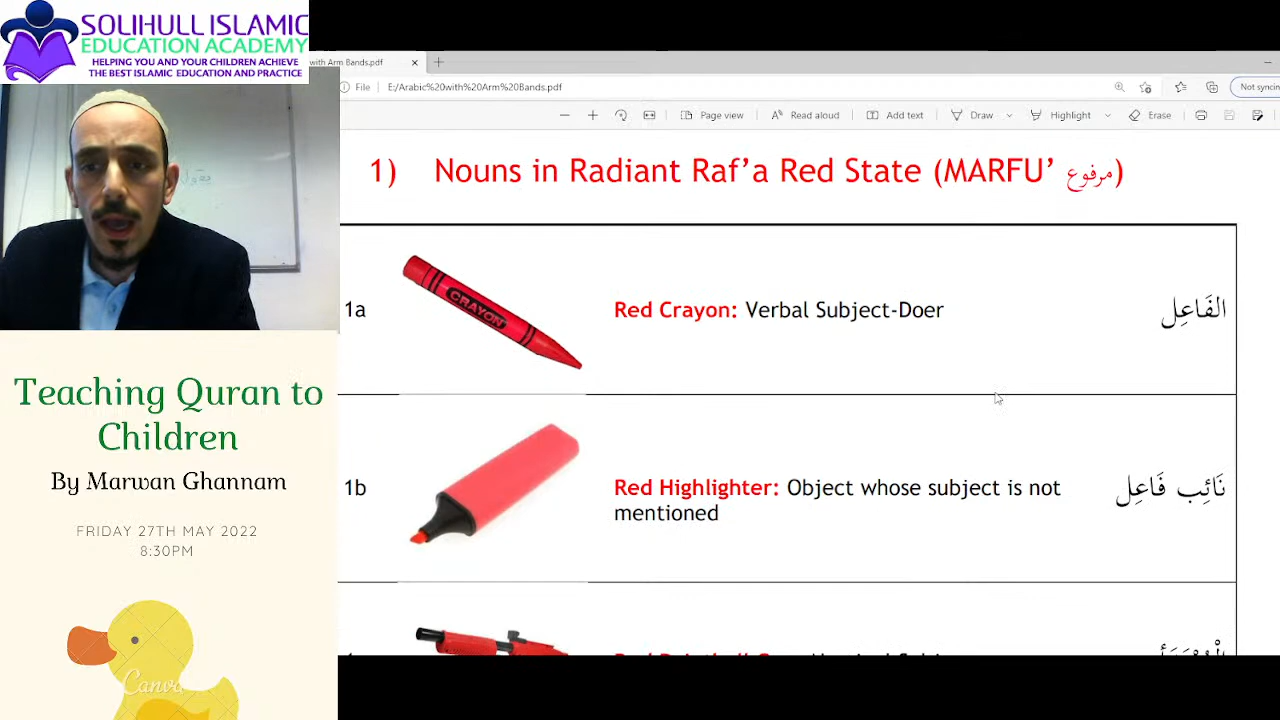 SOLIHULL ISLAMIC
EDUCATION ACADEMY
HELPING YOU AND YOUR CHILDREN ACHIEVE
THE BEST ISLAMIC EDUCATION AND PRACTICE
with Arm Bands.pdf
File E:/Arabic%20with%20Arm%20Bands.pdf
Not syncin
Page view Read aloud Add text Draw Highlight Erase
1) Nouns in Radiant Raf’a Red State (MARFU’ مرفوع)
1a CRAYON Red Crayon: Verbal Subject-Doer الفَاعِل
1b Red Highlighter: Object whose subject is not mentioned نَائِب فَاعِل
Teaching Quran to
Children
By Marwan Ghannam
FRIDAY 27TH MAY 2022
8:30PM
Canva